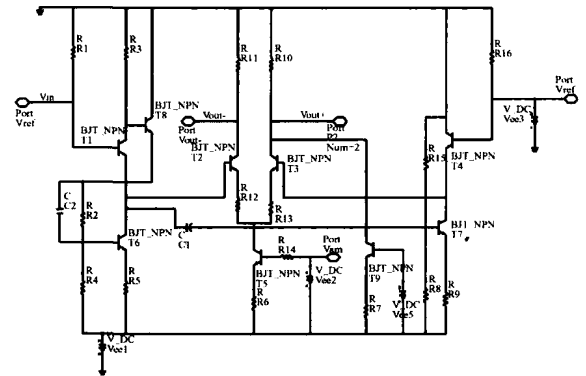 R
R1
R
R3
R
R11
R
R10
R
R16
Vin
Port
Vref
BJT_NPN
T8
BJT_NPN
T1
Vout-
Port
Vout-
BJT_NPN
T2
Vout+
Port
P2
Num=2
BJT_NPN
T3
V_DC
Vee3
Port
Vref
R
R15
BJT_NPN
T4
C
C2
R
R2
R
R12
R
R13
BJT_NPN
T6
C
C1
BJT_NPN
T7
R
R4
R
R5
R
R14
Port
BJT_NPN
T5
R
R6
V_DC
Vee2
BJT_NPN
T9
R
R7
V_DC
Vee5
R
R8
R
R9
V_DC
Vee1